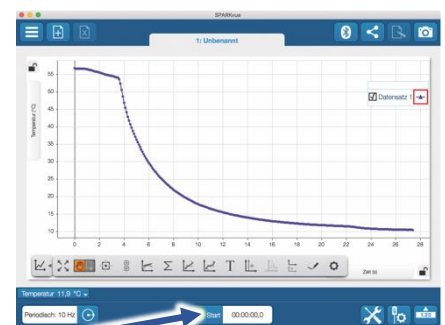 SPARKvue
1: Unbenannt
Temperatur (°C)
55
50
45
40
35
30
25
20
15
10
Datensatz 1
0 2 4 6 8 10 12 14 16 18 20 22 24 26 28
Σ T
Zeit (s)
Temperatur 11,9 °C
Periodisch: 10 Hz
Start 00:00:00,0
1.23